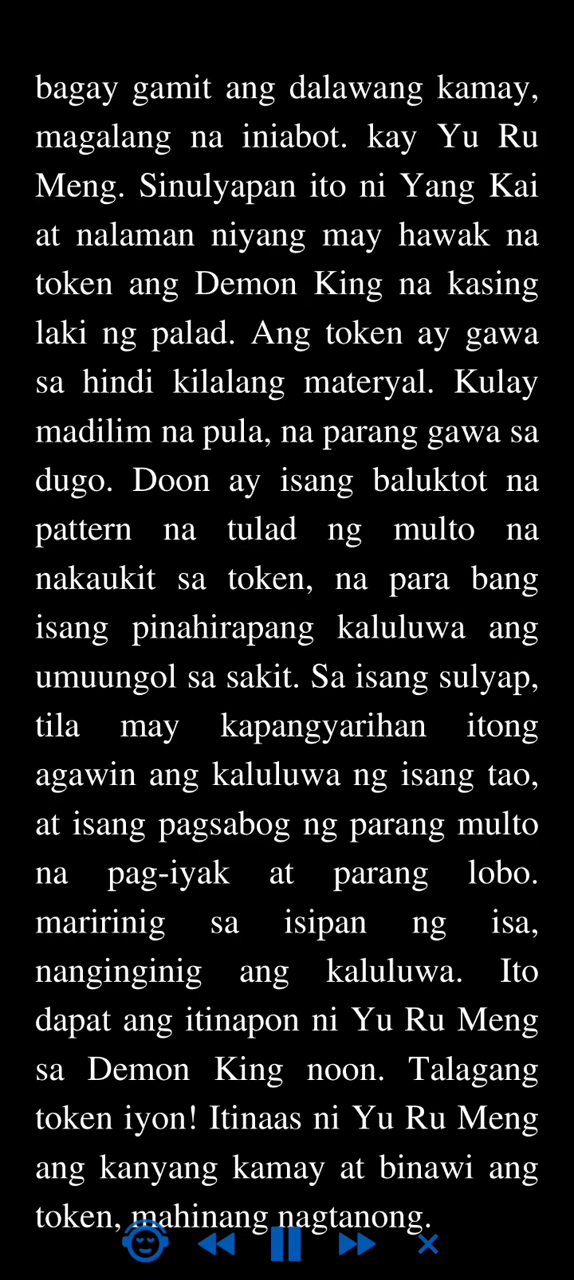 bagay gamit ang dalawang kamay,
magalang na iniabot. kay Yu Ru
Meng. Sinulyapan ito ni Yang Kai
at nalaman niyang may hawak na
token ang Demon King na kasing
laki ng palad. Ang token ay gawa
sa hindi kilalang materyal. Kulay
madilim na pula, na parang gawa sa
dugo. Doon ay isang baluktot na
pattern na tulad ng multo na
nakaukit sa token, na para bang
isang pinahirapang kaluluwa ang
umuungol sa sakit. Sa isang sulyap,
tila may kapangyarihan itong
agawin ang kaluluwa ng isang tao,
at isang pagsabog ng parang multo
na pag-iyak at parang lobo.
maririnig sa isipan ng isa,
nanginginig ang kaluluwa. Ito
dapat ang itinapon ni Yu Ru Meng
sa Demon King noon. Talagang
token iyon! Itinaas ni Yu Ru Meng
ang kanyang kamay at binawi ang
token, mahinang nagtanong.